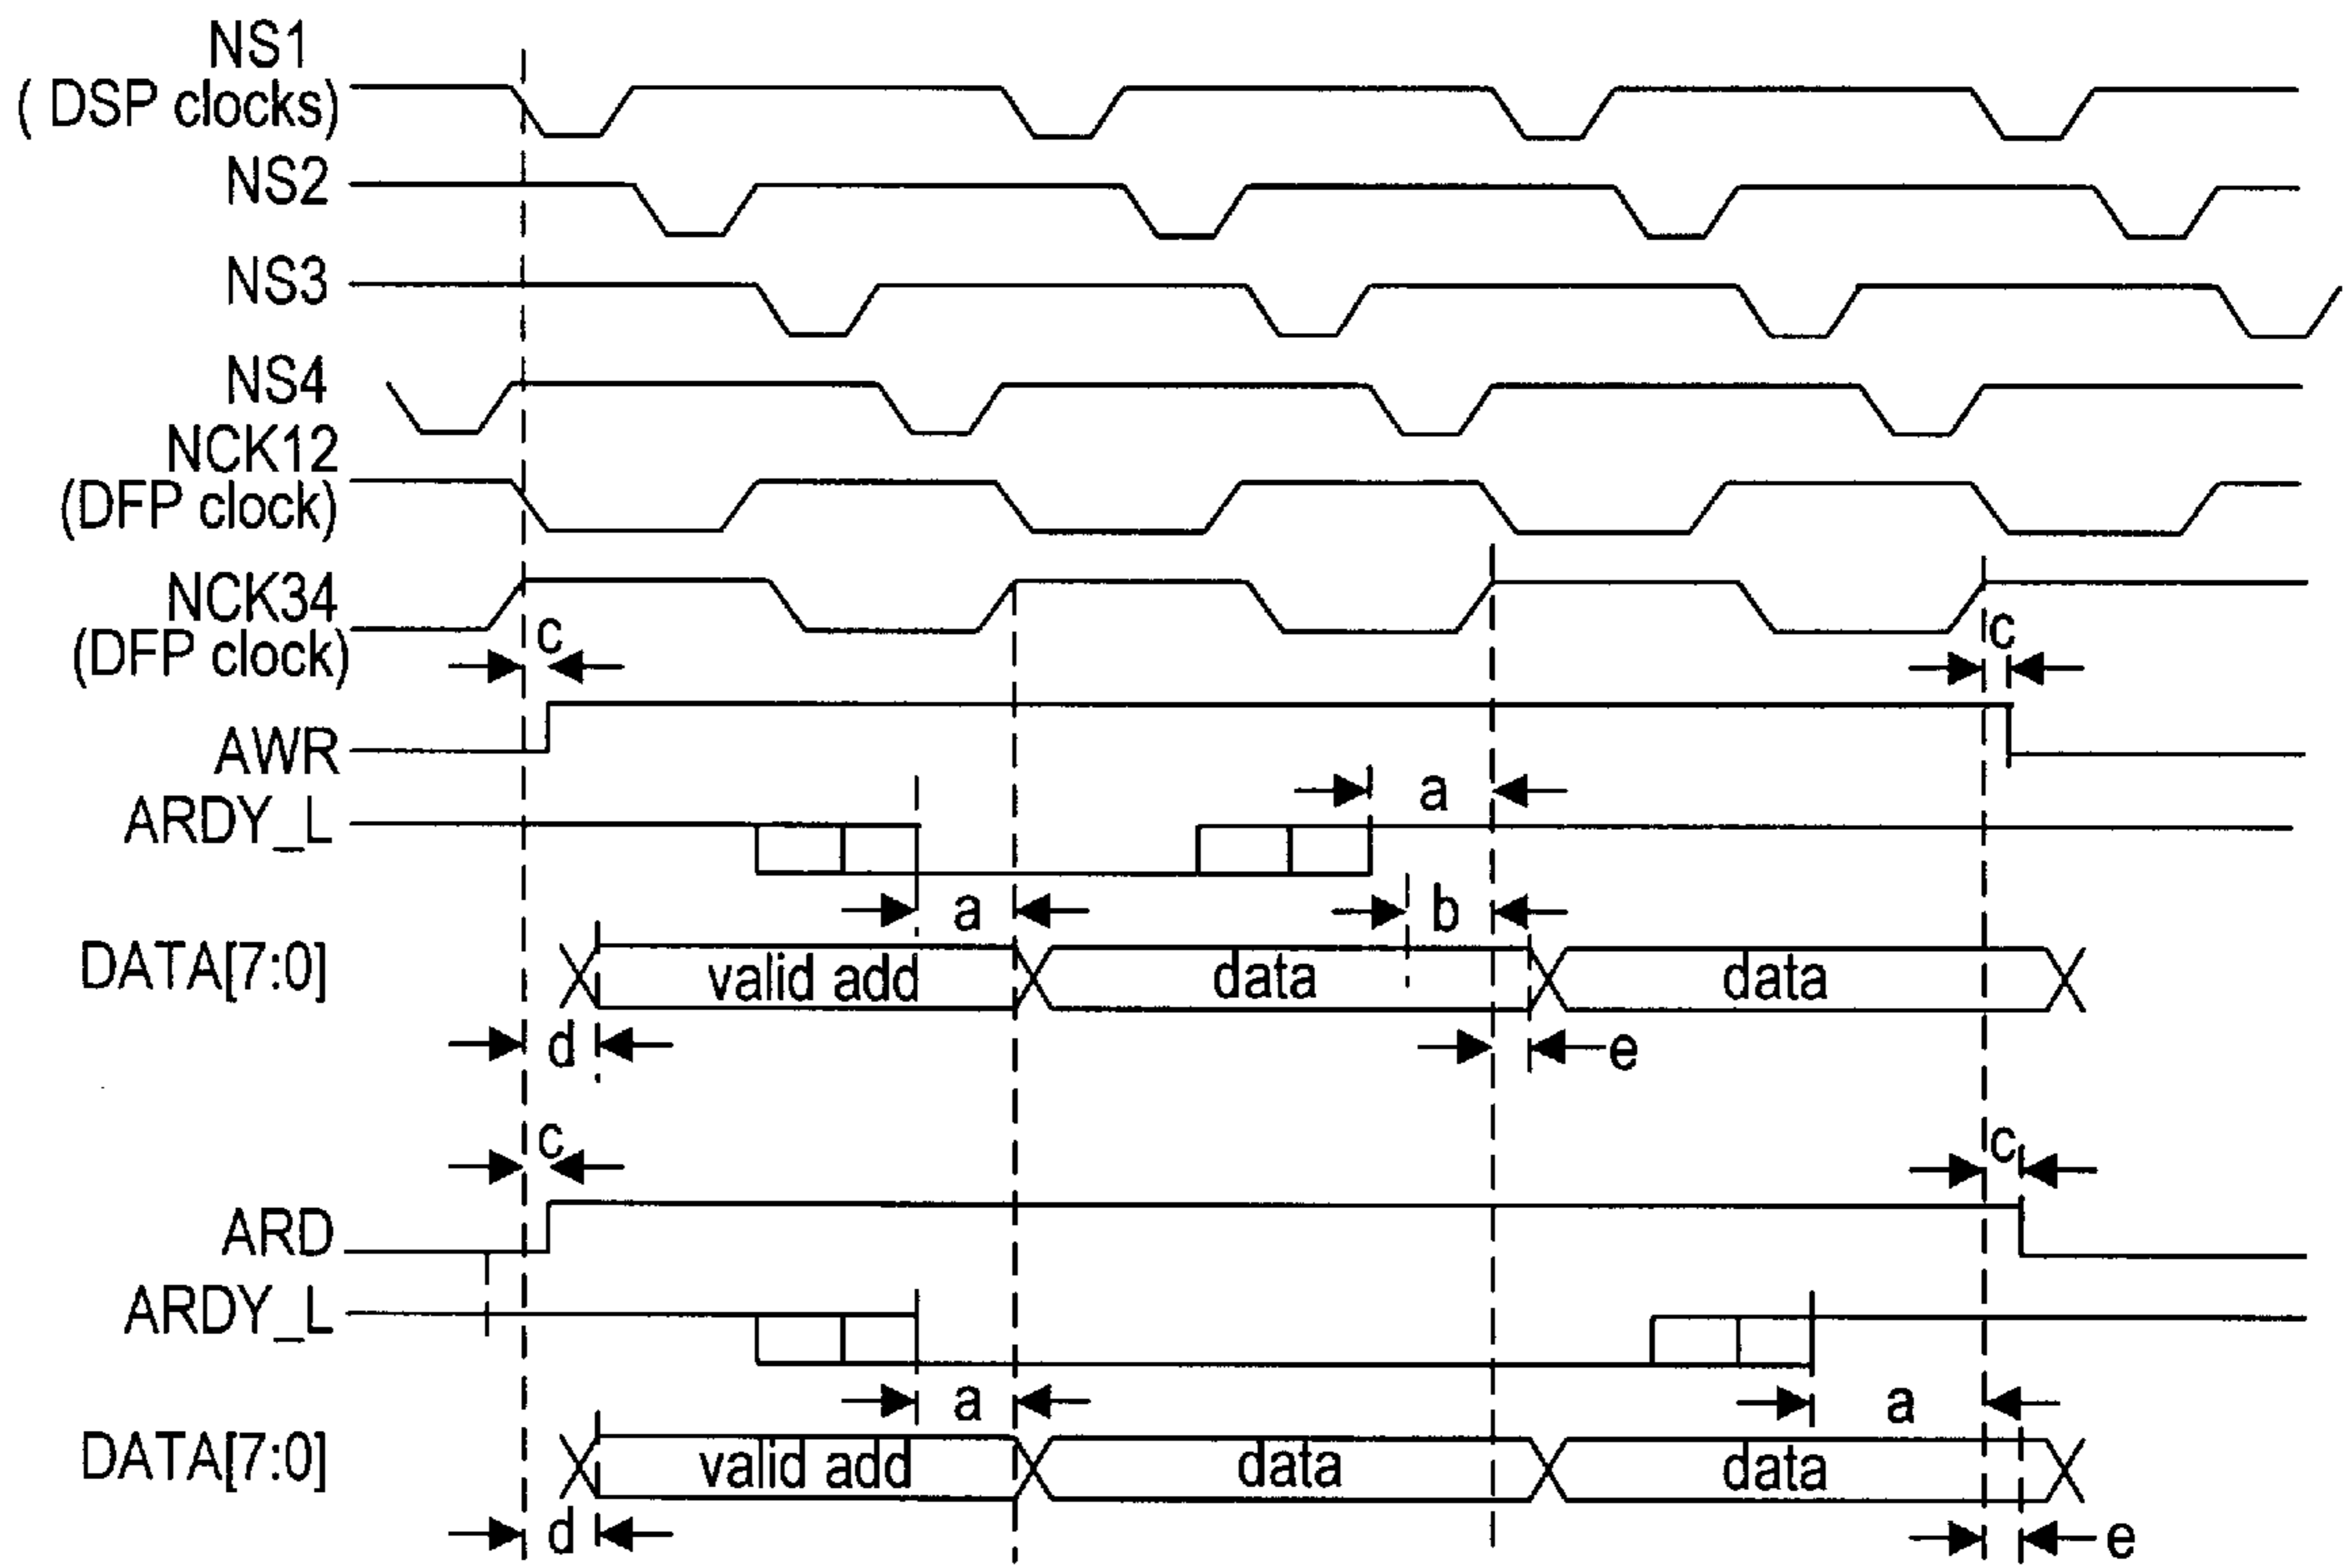 NS1
( DSP clocks)
NS2
NS3
NS4
NCK12
(DFP clock)
NCK34
(DFP clock)
c
c
AWR
a
ARDY_L
a
b
DATA[7:0]
valid add
data
data
d
e
c
c
ARD
ARDY_L
a
a
DATA[7:0]
valid add
data
data
d
e